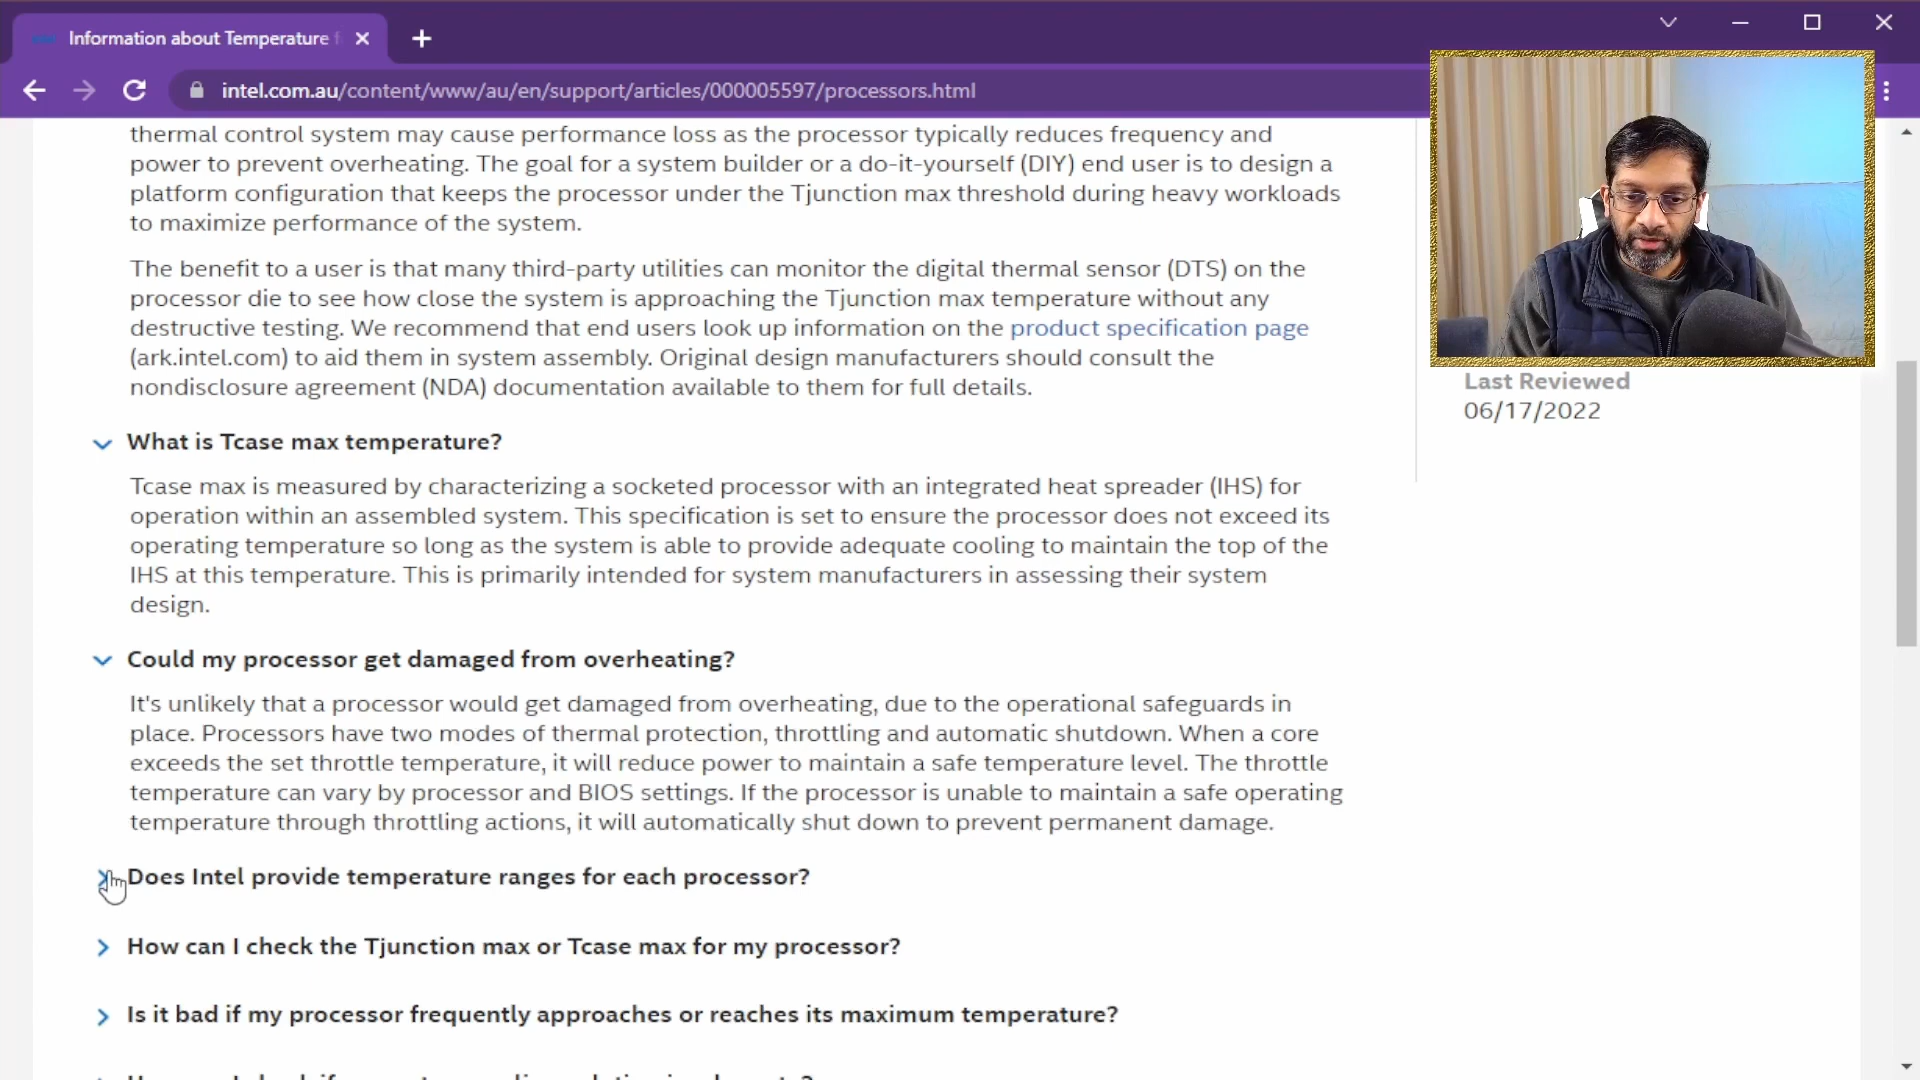 Information about Temperature f
intel.com.au/content/www/au/en/support/articles/000005597/processors.html
thermal control system may cause performance loss as the processor typically reduces frequency and
power to prevent overheating. The goal for a system builder or a do-it-yourself (DIY) end user is to design a
platform configuration that keeps the processor under the Tjunction max threshold during heavy workloads
to maximize performance of the system.
The benefit to a user is that many third-party utilities can monitor the digital thermal sensor (DTS) on the
processor die to see how close the system is approaching the Tjunction max temperature without any
destructive testing. We recommend that end users look up information on the product specification page
(ark.intel.com) to aid them in system assembly. Original design manufacturers should consult the
nondisclosure agreement (NDA) documentation available to them for full details.
Last Reviewed
06/17/2022
What is Tcase max temperature?
Tcase max is measured by characterizing a socketed processor with an integrated heat spreader (IHS) for
operation within an assembled system. This specification is set to ensure the processor does not exceed its
operating temperature so long as the system is able to provide adequate cooling to maintain the top of the
IHS at this temperature. This is primarily intended for system manufacturers in assessing their system
design.
Could my processor get damaged from overheating?
It's unlikely that a processor would get damaged from overheating, due to the operational safeguards in
place. Processors have two modes of thermal protection, throttling and automatic shutdown. When a core
exceeds the set throttle temperature, it will reduce power to maintain a safe temperature level. The throttle
temperature can vary by processor and BIOS settings. If the processor is unable to maintain a safe operating
temperature through throttling actions, it will automatically shut down to prevent permanent damage.
Does Intel provide temperature ranges for each processor?
How can I check the Tjunction max or Tcase max for my processor?
Is it bad if my processor frequently approaches or reaches its maximum temperature?